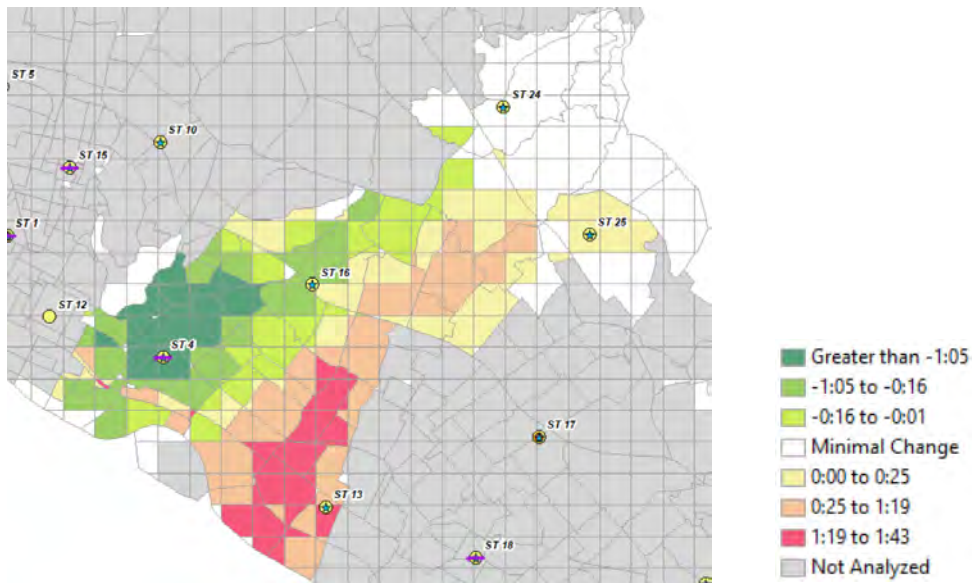 ST 5
ST 24
ST 10
ST 15
ST 1
ST 25
ST 16
ST 12
ST 4
ST 17
ST 13
ST 18
Greater than -1:05
-1:05 to -0:16
-0:16 to -0:01
Minimal Change
0:00 to 0:25
0:25 to 1:19
1:19 to 1:43
Not Analyzed